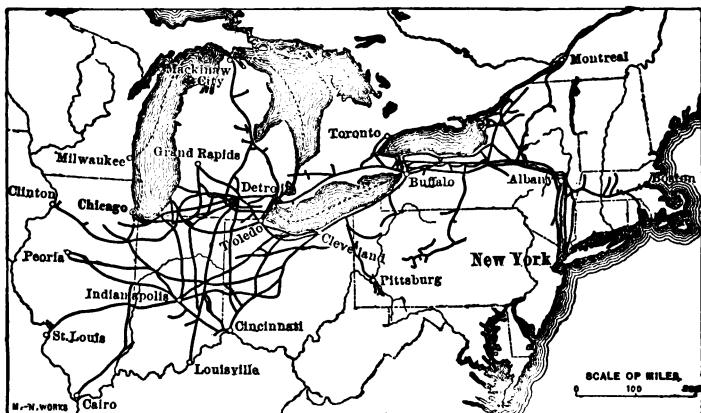 Montreal
Mackinaw
City
Toronto
Milwaukee
Grand Rapids
Clinton
Detroit
Buffalo
Albany
Boston
Chicago
Toledo
Cleveland
New York
Peoria
Pittsburg
Indianapolis
St. Louis
Cincinnati
Louisville
SCALE OF MILES.
0 100
M.-N. WORKS
Cairo